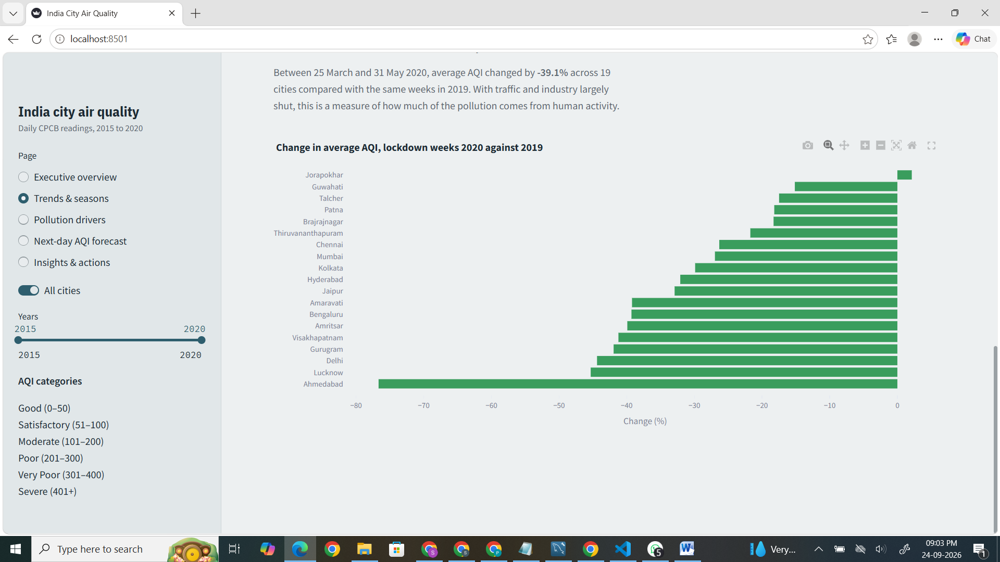 India City Air Quality
localhost:8501
Chat
India city air quality
Daily CPCB readings, 2015 to 2020
Page
Executive overview
Trends & seasons
Pollution drivers
Next-day AQI forecast
Insights & actions
All cities
Years
2015 2020
2015 2020
AQI categories
Good (0–50)
Satisfactory (51–100)
Moderate (101–200)
Poor (201–300)
Very Poor (301–400)
Severe (401+)
Between 25 March and 31 May 2020, average AQI changed by -39.1% across 19
cities compared with the same weeks in 2019. With traffic and industry largely
shut, this is a measure of how much of the pollution comes from human activity.
Change in average AQI, lockdown weeks 2020 against 2019
Jorapokhar
Guwahati
Talcher
Patna
Brajrajnagar
Thiruvananthapuram
Chennai
Mumbai
Kolkata
Hyderabad
Jaipur
Amaravati
Bengaluru
Amritsar
Visakhapatnam
Gurugram
Delhi
Lucknow
Ahmedabad
−80 −70 −60 −50 −40 −30 −20 −10 0
Change (%)
Type here to search
S
S
P
5
Very...
09:03 PM
24-09-2026
1